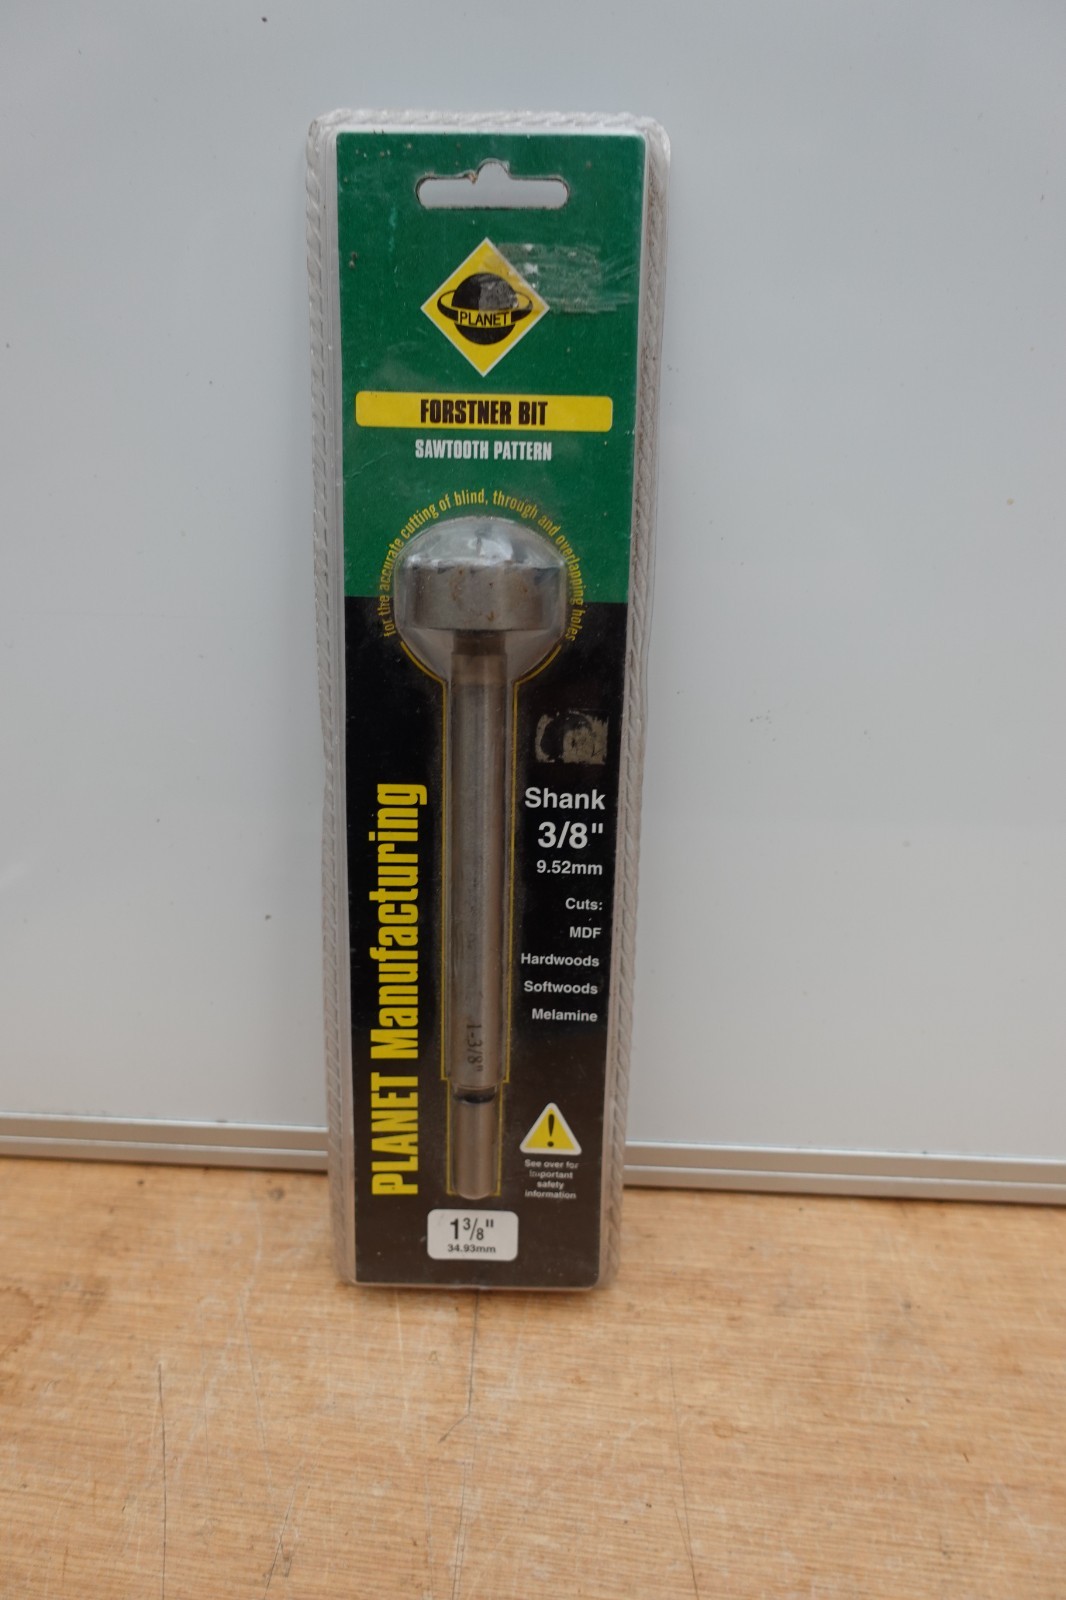 PLANET
FORSTNER BIT
SAWTOOTH PATTERN
for the accurate cutting of blind, through and overlapping holes
PLANET Manufacturing
Shank
3/8"
9.52mm
Cuts:
MDF
Hardwoods
Softwoods
Melamine
1-3/8"
See over for
important
safety
information
1 3/8"
34.93mm